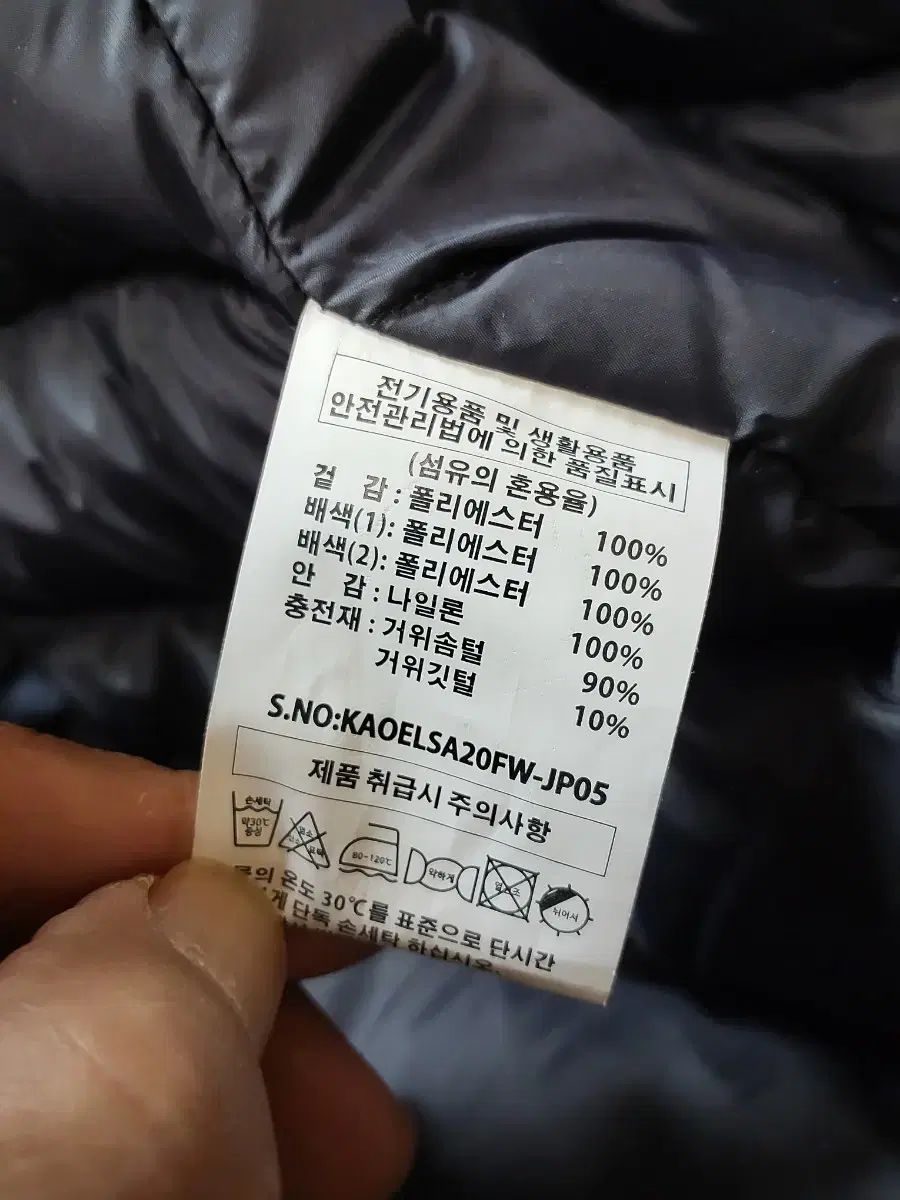 전기용품 및 생활용품
안전관리법에 의한 품질표시
(섬유의 혼용율)
겉 감 : 폴리에스터 100%
배색(1): 폴리에스터 100%
배색(2): 폴리에스터 100%
안 감 : 나일론 100%
충전재 : 거위솜털 90%
거위깃털 10%
S.NO:KAOELSA20FW-JP05
제품 취급시 주의사항
손세탁
약30℃
중성
80-120℃
약하게
뉘어서
온도 30℃를 표준으로 단시간
단독 손세탁 하십시오.